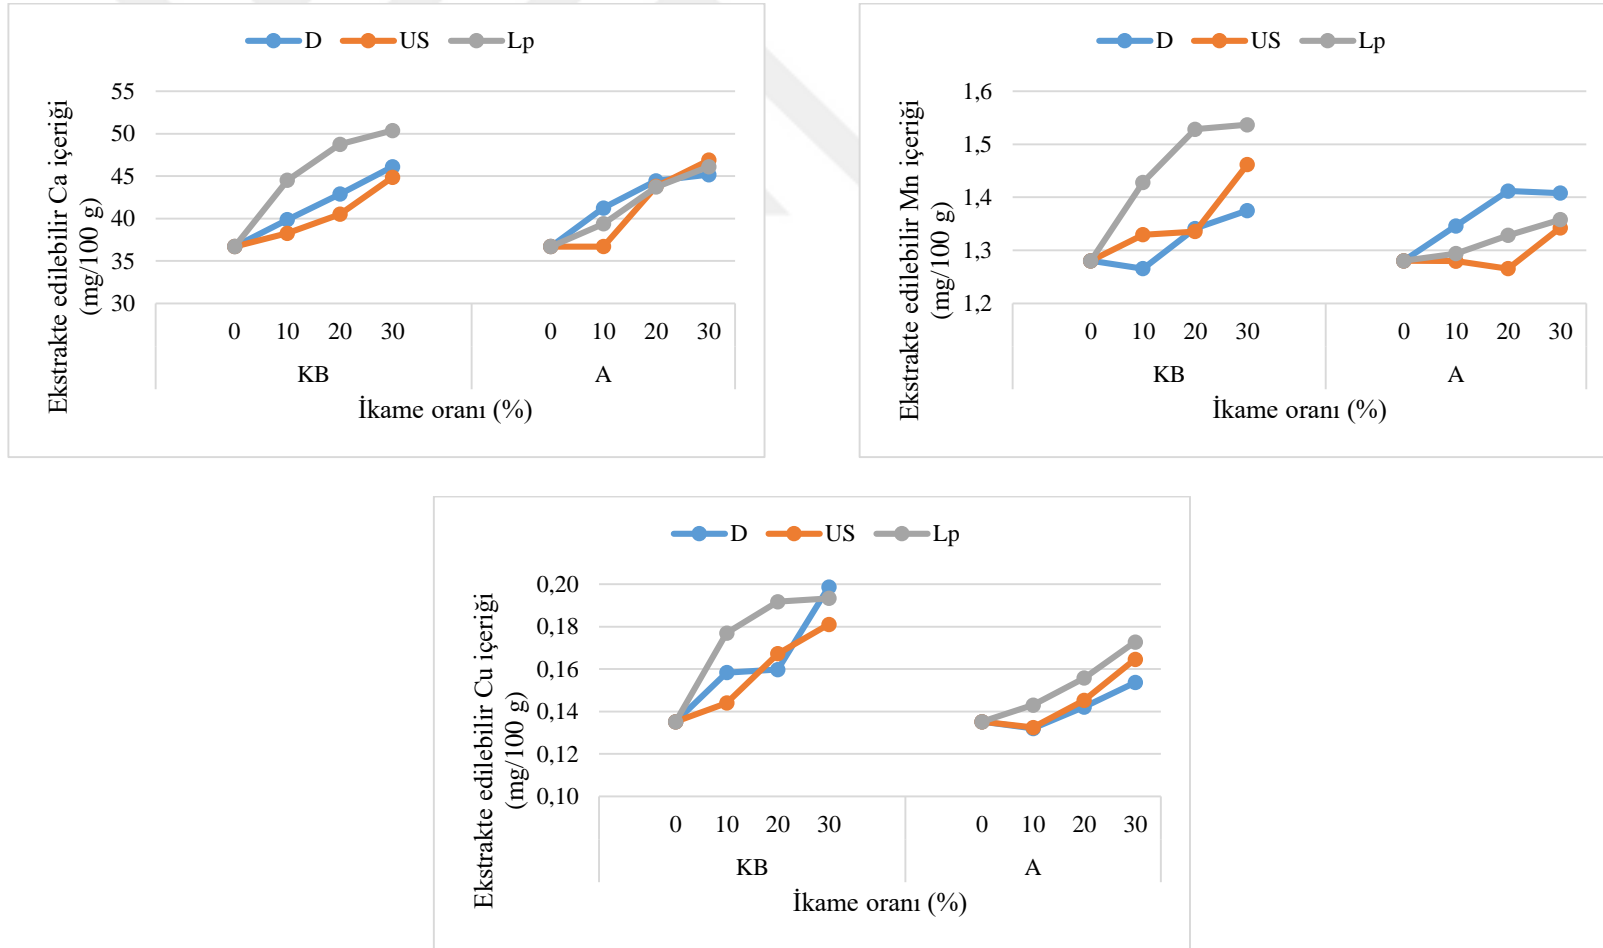 D US Lp
Ekstrakte edilebilir Ca içeriği
(mg/100 g)
55
50
45
40
35
30
0 10 20 30 0 10 20 30
KB A
İkame oranı (%)
D US Lp
Ekstrakte edilebilir Mn içeriği
(mg/100 g)
1,6
1,5
1,4
1,3
1,2
0 10 20 30 0 10 20 30
KB A
İkame oranı (%)
D US Lp
Ekstrakte edilebilir Cu içeriği
(mg/100 g)
0,20
0,18
0,16
0,14
0,12
0,10
0 10 20 30 0 10 20 30
KB A
İkame oranı (%)